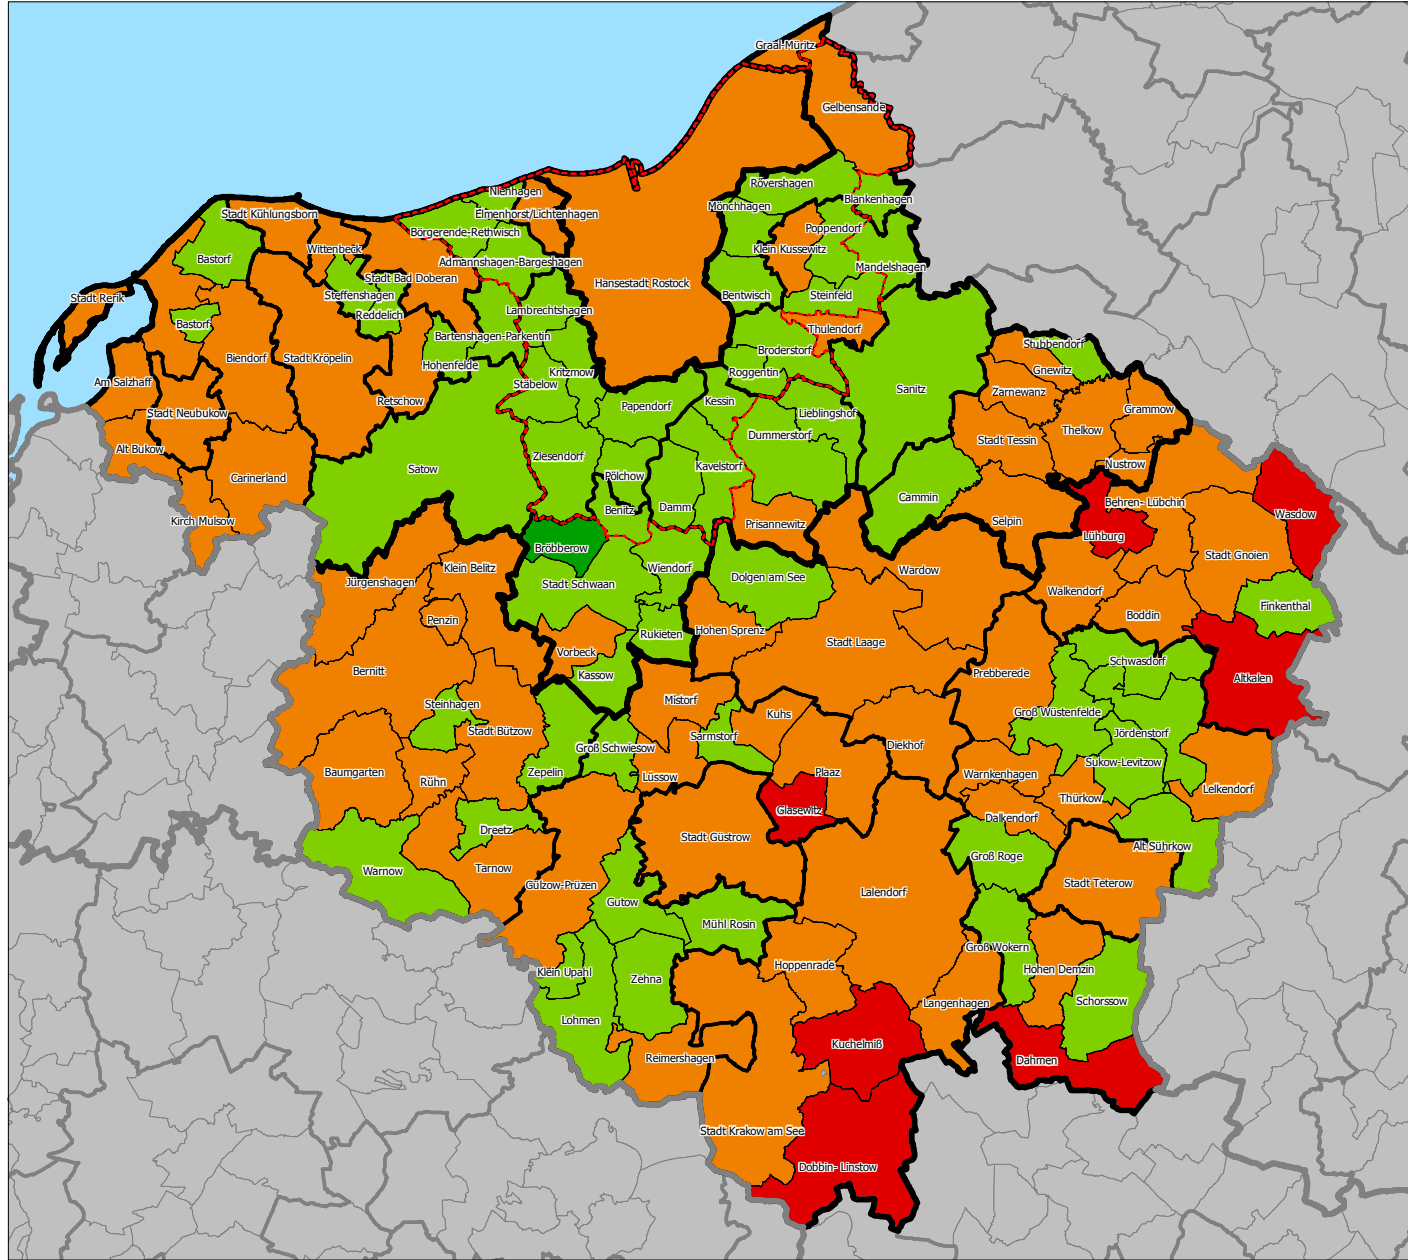 Graal-Müritz
Gelbensande
Rövershagen
Nienhagen
Blankenhagen
Mönchhagen
Stadt Kühlungsborn
Elmenhorst/Lichtenhagen
Poppendorf
Börgerende-Rethwisch
Wittenbeck
Klein Kussewitz
Bastorf
Admannshagen-Bargeshagen
Mandelshagen
Stadt Bad Doberan
Hansestadt Rostock
Stadt Rerik
Steffenshagen
Bentwisch
Steinfeld
Reddelich
Lambrechtshagen
Bastorf
Thulendorf
Bartenshagen-Parkentin
Stubbendorf
Broderstorf
Biendorf
Stadt Kröpelin
Hohenfelde
Gnewitz
Kritzmow
Roggentin
Am Salzhaff
Stäbelow
Sanitz
Zarnewanz
Retschow
Kessin
Papendorf
Grammow
Stadt Neubukow
Lieblingshof
Thelkow
Dummerstorf
Stadt Tessin
Alt Bukow
Ziesendorf
Nustrow
Satow
Kavelstorf
Carinerland
Pölchow
Cammin
Behren- Lübchin
Damm
Benitz
Wasdow
Kirch Mulsow
Selpin
Prisannewitz
Lühburg
Bröbberow
Stadt Gnoien
Klein Belitz
Wiendorf
Wardow
Dolgen am See
Jürgenshagen
Stadt Schwaan
Walkendorf
Finkenthal
Boddin
Penzin
Hohen Sprenz
Rukieten
Stadt Laage
Vorbeck
Schwasdorf
Bernitt
Kassow
Prebberede
Altkalen
Mistorf
Steinhagen
Kuhs
Groß Wüstenfelde
Stadt Bützow
Jördenstorf
Sarmstorf
Diekhof
Groß Schwiesow
Sukow-Levitzow
Baumgarten
Zepelin
Plaaz
Warnkenhagen
Lüssow
Rühn
Lelkendorf
Thürkow
Glasewitz
Dalkendorf
Dreetz
Stadt Güstrow
Alt Sührkow
Groß Roge
Tarnow
Warnow
Stadt Teterow
Gülzow-Prüzen
Lalendorf
Gutow
Mühl Rosin
Groß Wokern
Hoppenrade
Hohen Demzin
Klein Upahl
Zehna
Schorssow
Langenhagen
Lohmen
Kuchelmiß
Reimershagen
Dahmen
Stadt Krakow am See
Dobbin- Linstow